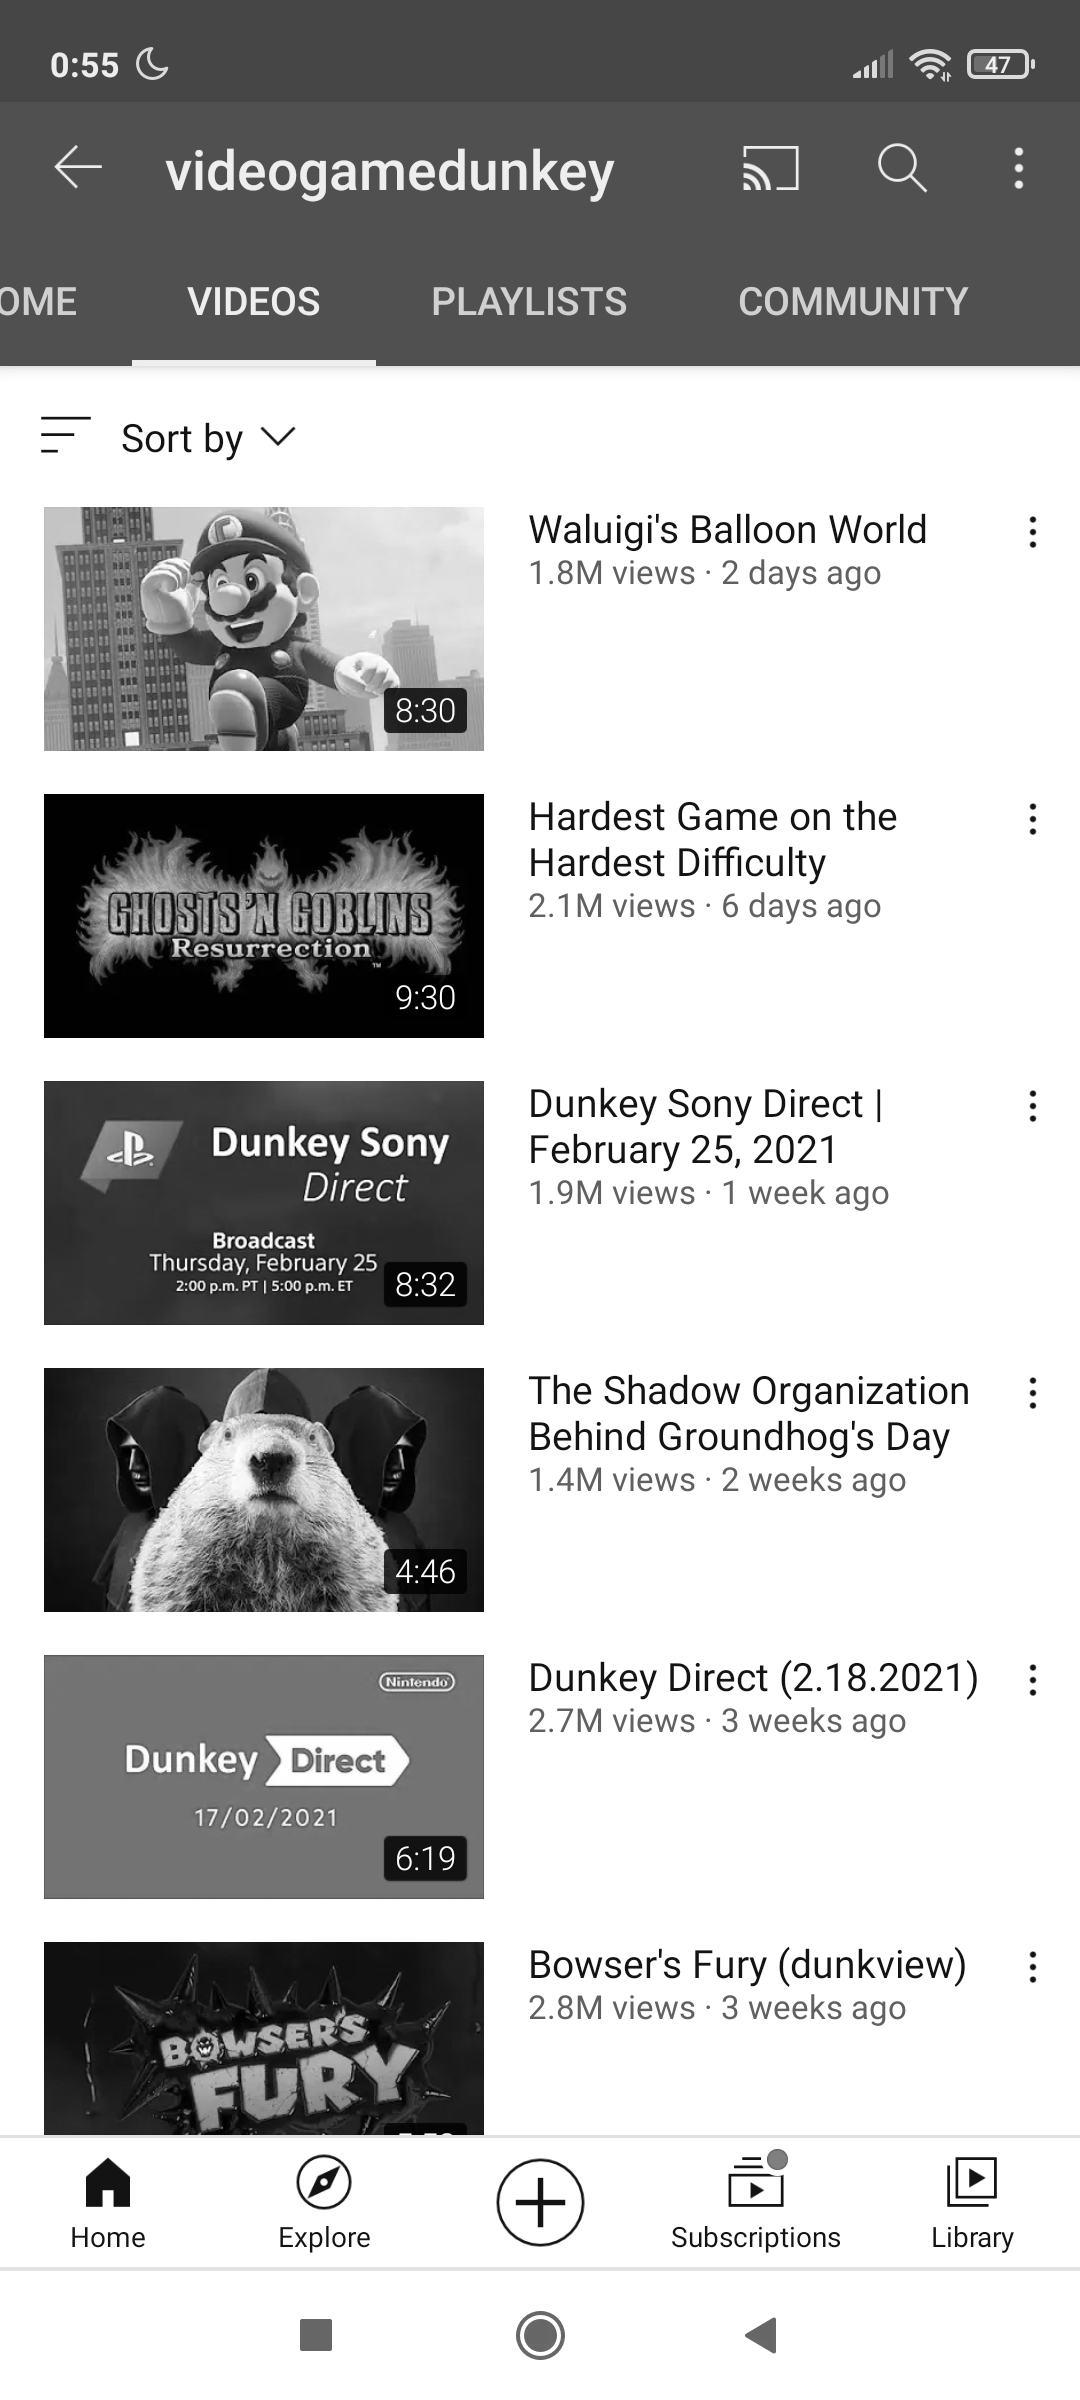 0:55
47
videogamedunkey
OME
VIDEOS
PLAYLISTS
COMMUNITY
Sort by
8:30
Waluigi's Balloon World
1.8M views · 2 days ago
GHOSTS 'N GOBLINS
Resurrection
TM
9:30
Hardest Game on the
Hardest Difficulty
2.1M views · 6 days ago
Dunkey Sony
Direct
Broadcast
Thursday, February 25
2:00 p.m. PT | 5:00 p.m. ET
8:32
Dunkey Sony Direct |
February 25, 2021
1.9M views · 1 week ago
4:46
The Shadow Organization
Behind Groundhog's Day
1.4M views · 2 weeks ago
Nintendo
Dunkey Direct
17/02/2021
6:19
Dunkey Direct (2.18.2021)
2.7M views · 3 weeks ago
BOWSER'S
FURY
Bowser's Fury (dunkview)
2.8M views · 3 weeks ago
Home
Explore
Subscriptions
Library